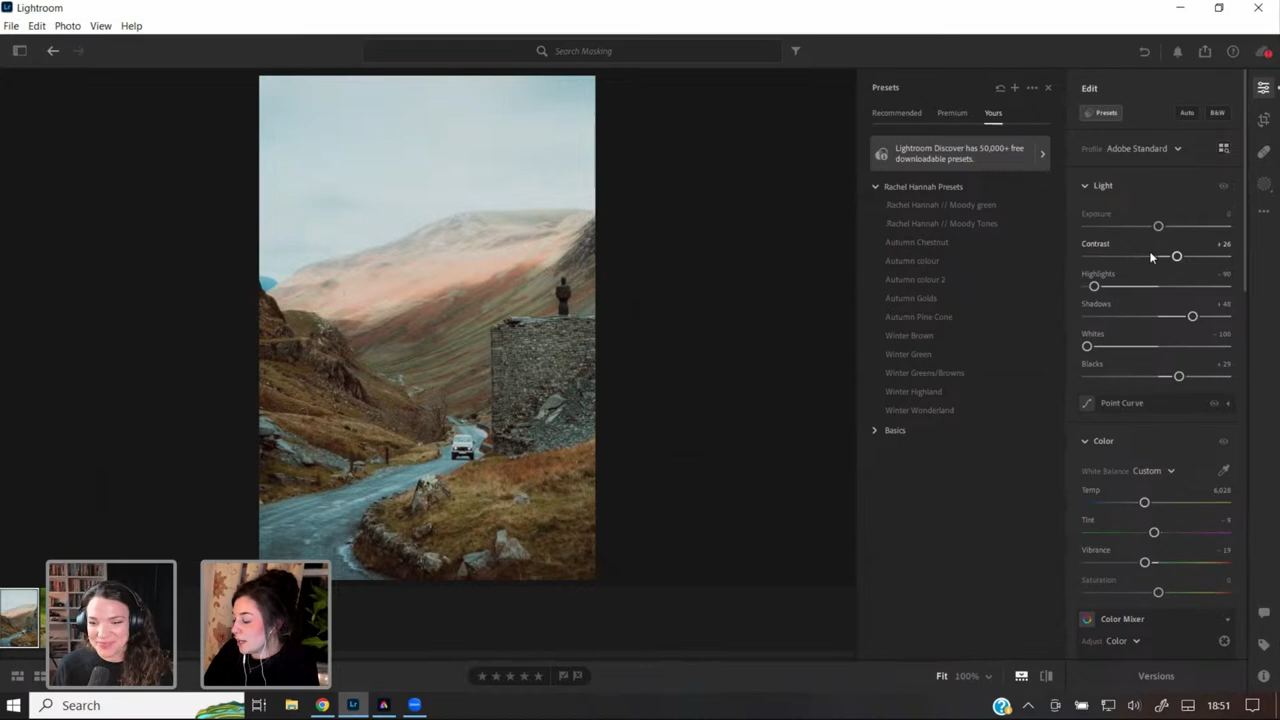 Lightroom
File Edit Photo View Help
Search Masking
Presets
Recommended Premium Yours
Lightroom Discover has 50,000+ free
downloadable presets.
Rachel Hannah Presets
.Rachel Hannah // Moody green
.Rachel Hannah // Moody Tones
Autumn Chestnut
Autumn colour
Autumn colour 2
Autumn Golds
Autumn Pine Cone
Winter Brown
Winter Green
Winter Greens/Browns
Winter Highland
Winter Wonderland
Basics
Edit
Presets Auto B&W
Profile Adobe Standard
Light
Exposure 0
Contrast + 26
Highlights - 90
Shadows + 48
Whites - 100
Blacks + 29
Point Curve
Color
White Balance Custom
Temp 6,028
Tint - 9
Vibrance - 19
Saturation 0
Color Mixer
Adjust Color
Fit 100%
Versions
Search
18:51